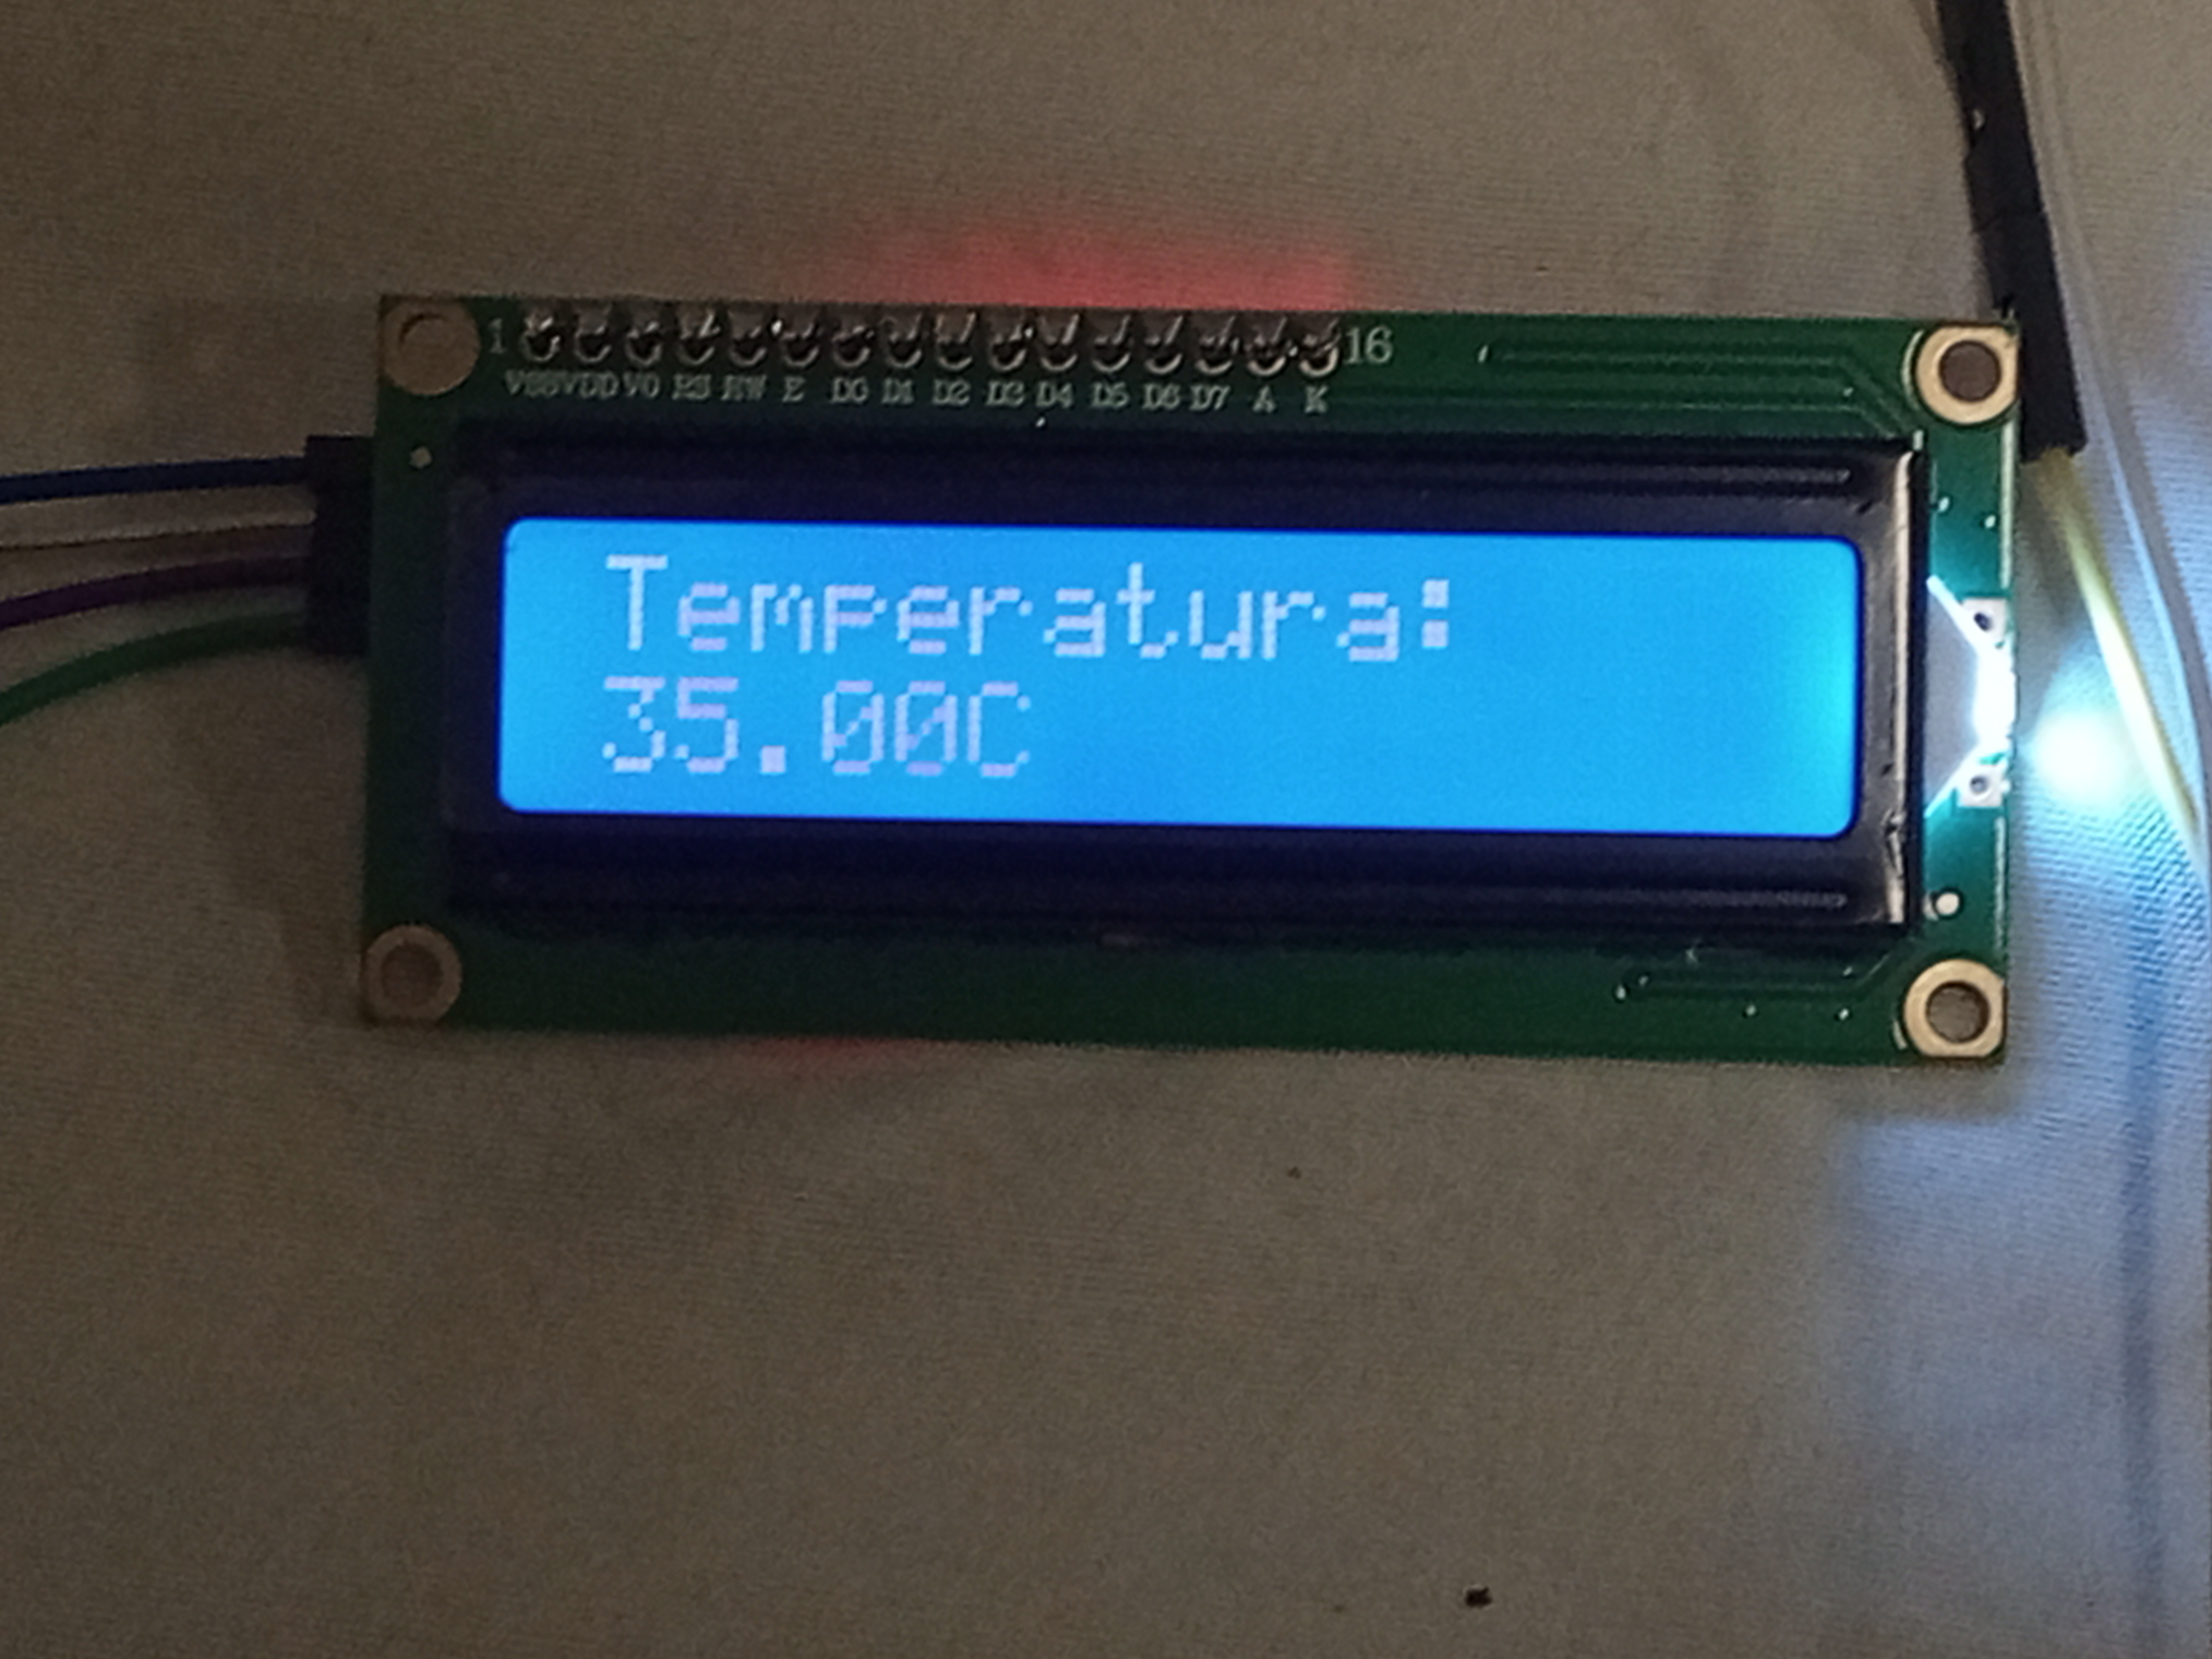 1 16
VSS VDD V0 RS RW E D0 D1 D2 D3 D4 D5 D6 D7 A K
Temperatura:
35.00C